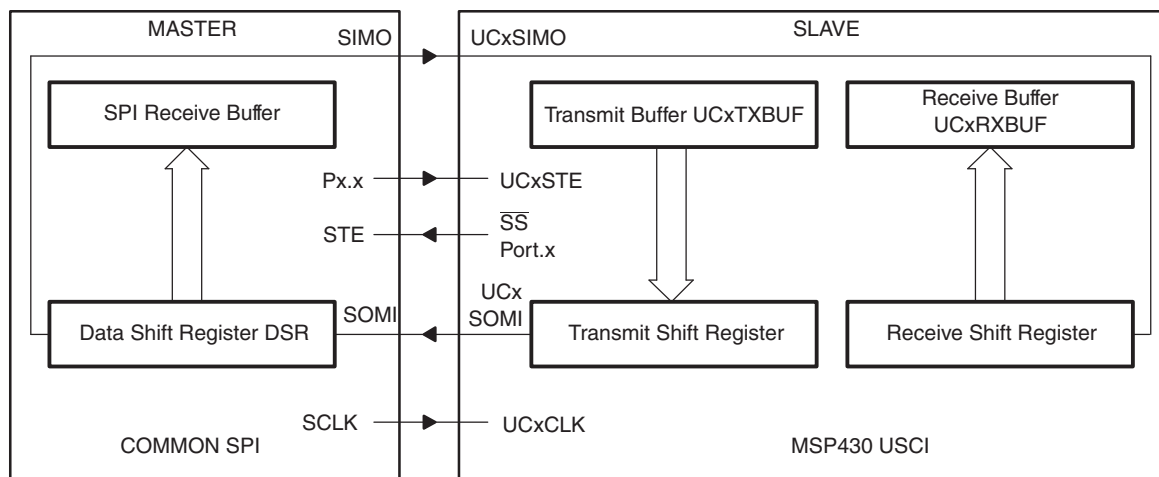 MASTER
SIMO
UCxSIMO
SLAVE
SPI Receive Buffer
Transmit Buffer UCxTXBUF
Receive Buffer
UCxRXBUF
Px.x
UCxSTE
STE
SS
Port.x
SOMI
UCx
SOMI
Data Shift Register DSR
Transmit Shift Register
Receive Shift Register
SCLK
UCxCLK
COMMON SPI
MSP430 USCI